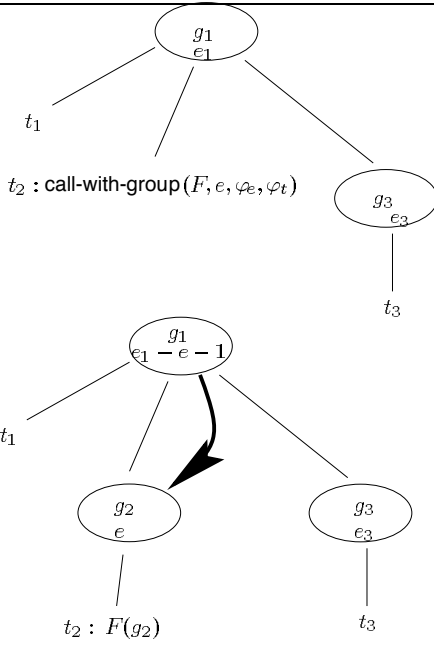 g₁
e₁
t₁
t₂ : call-with-group(F, e, φₑ, φₜ)
g₃
e₃
t₃
g₁
e₁ − e − 1
t₁
g₂
e
g₃
e₃
t₂ : F(g₂)
t₃